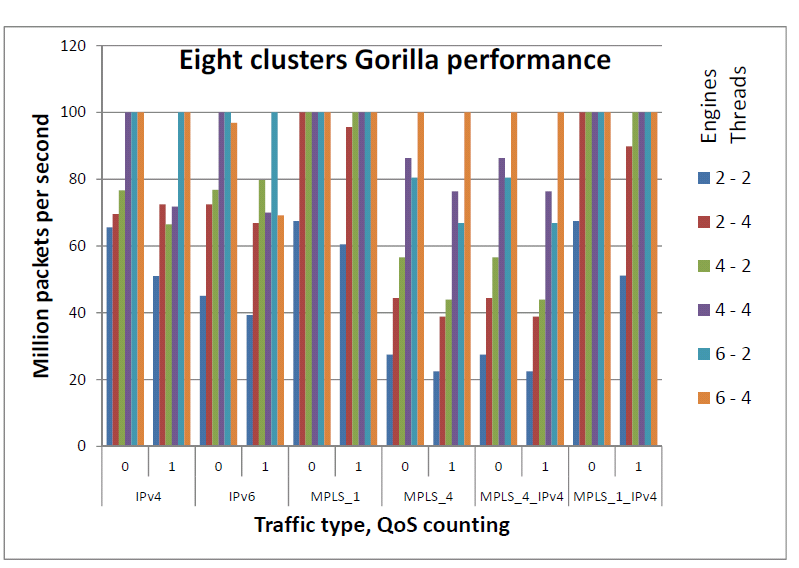 Eight clusters Gorilla performance
Million packets per second
120
100
80
60
40
20
0
0 1 0 1 0 1 0 1 0 1 0 1
IPv4 IPv6 MPLS_1 MPLS_4 MPLS_4_IPv4 MPLS_1_IPv4
Traffic type, QoS counting
Engines
Threads
2 - 2
2 - 4
4 - 2
4 - 4
6 - 2
6 - 4